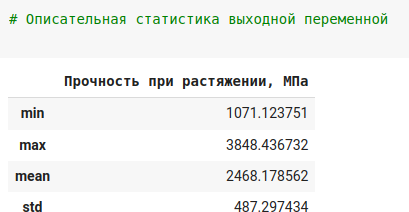 # Описательная статистика выходной переменной
Прочность при растяжении, МПа
min 1071.123751
max 3848.436732
mean 2468.178562
std 487.297434